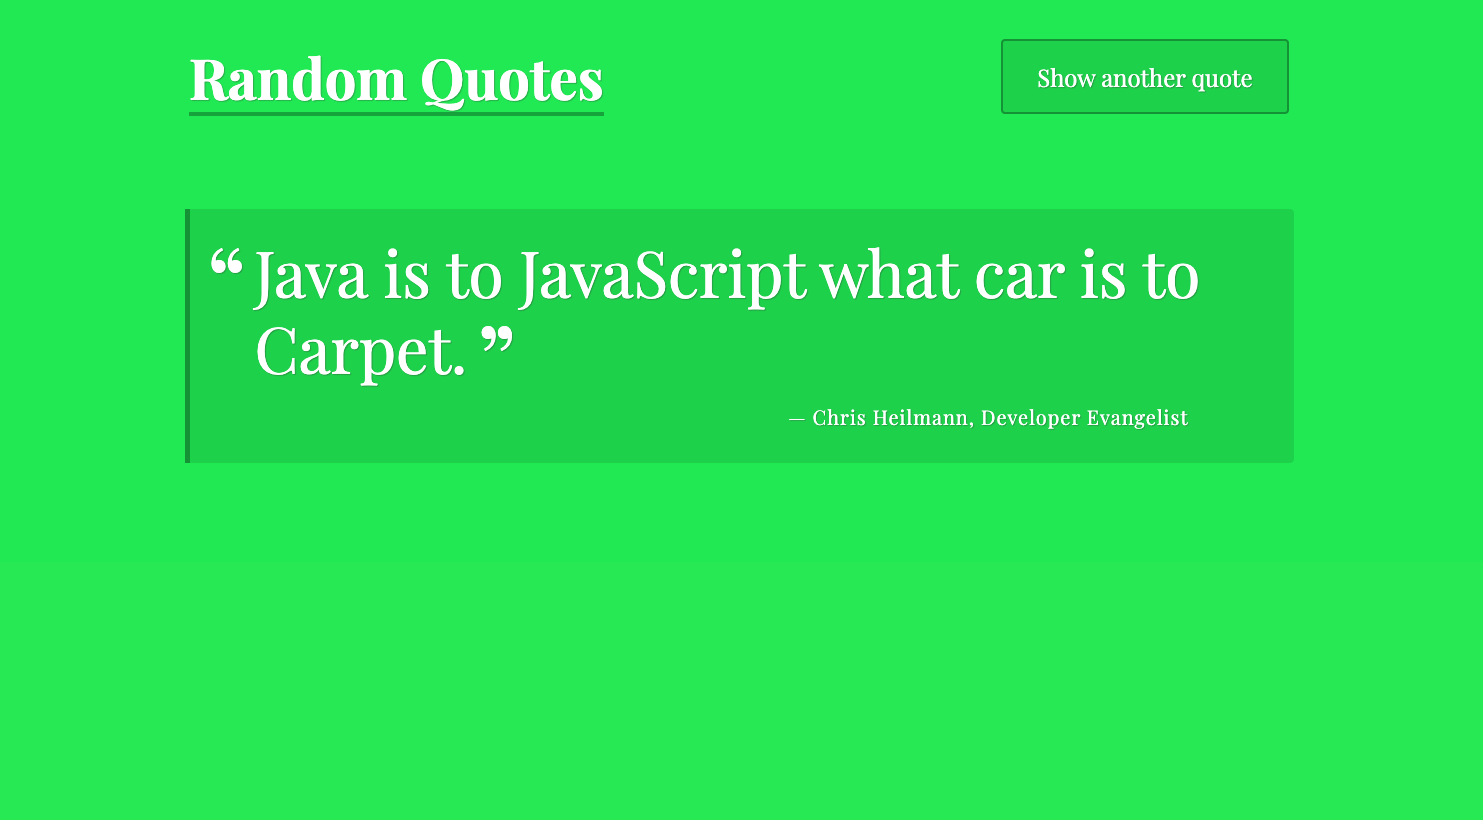 Random Quotes
Show another quote
“ Java is to JavaScript what car is to
Carpet. ”
— Chris Heilmann, Developer Evangelist